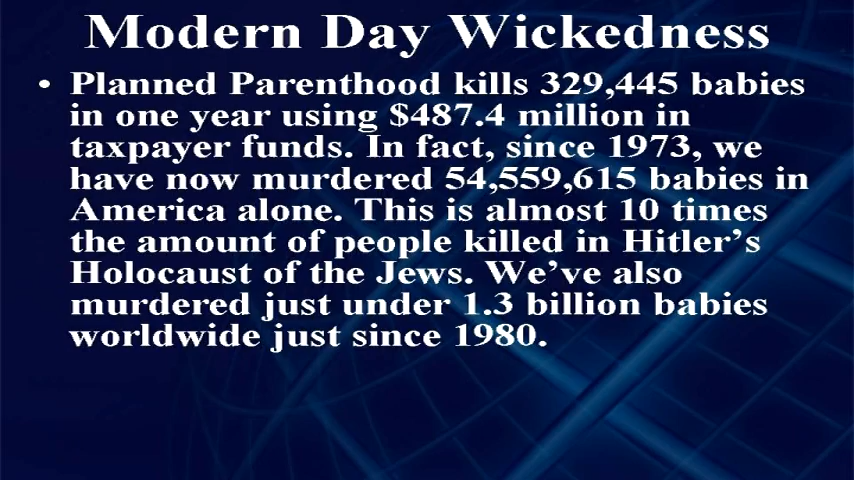 Modern Day Wickedness
• Planned Parenthood kills 329,445 babies
in one year using $487.4 million in
taxpayer funds. In fact, since 1973, we
have now murdered 54,559,615 babies in
America alone. This is almost 10 times
the amount of people killed in Hitler's
Holocaust of the Jews. We've also
murdered just under 1.3 billion babies
worldwide just since 1980.